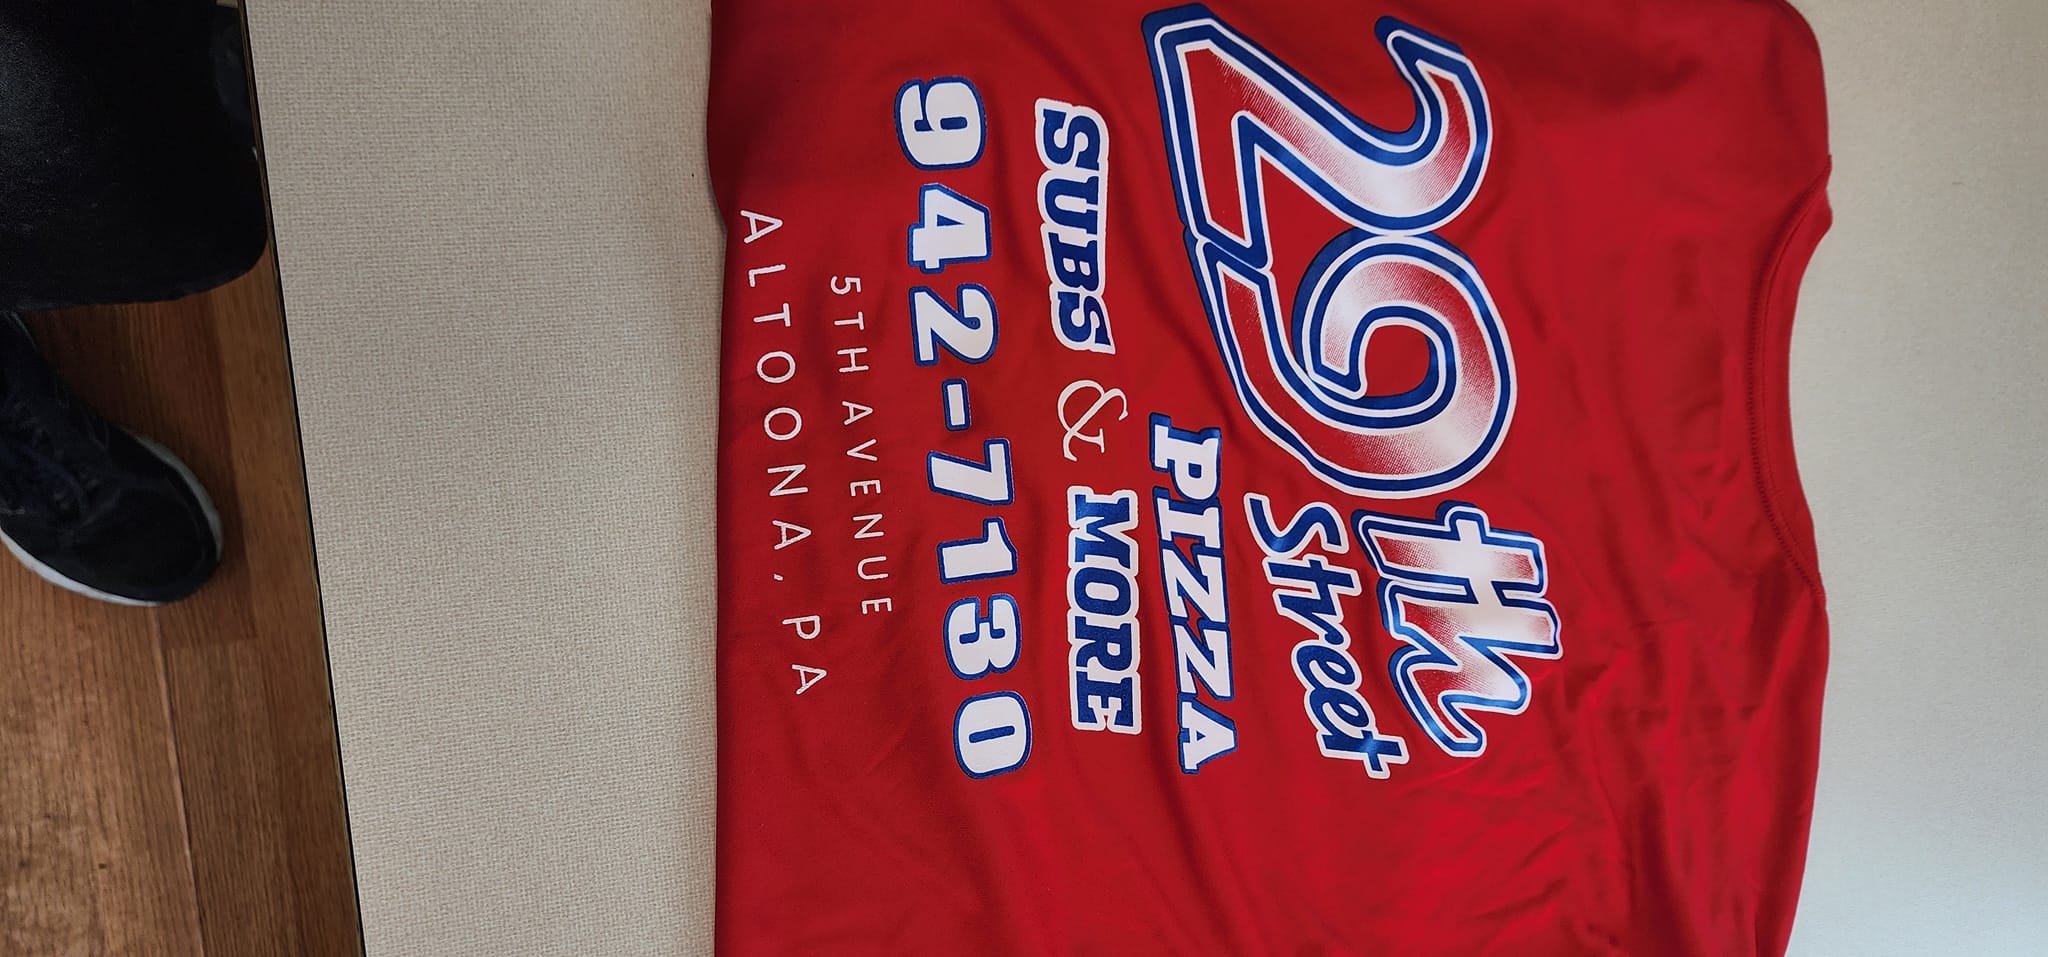 29th
Street
PIZZA
SUBS & MORE
942-7130
5TH AVENUE
ALTOONA, PA